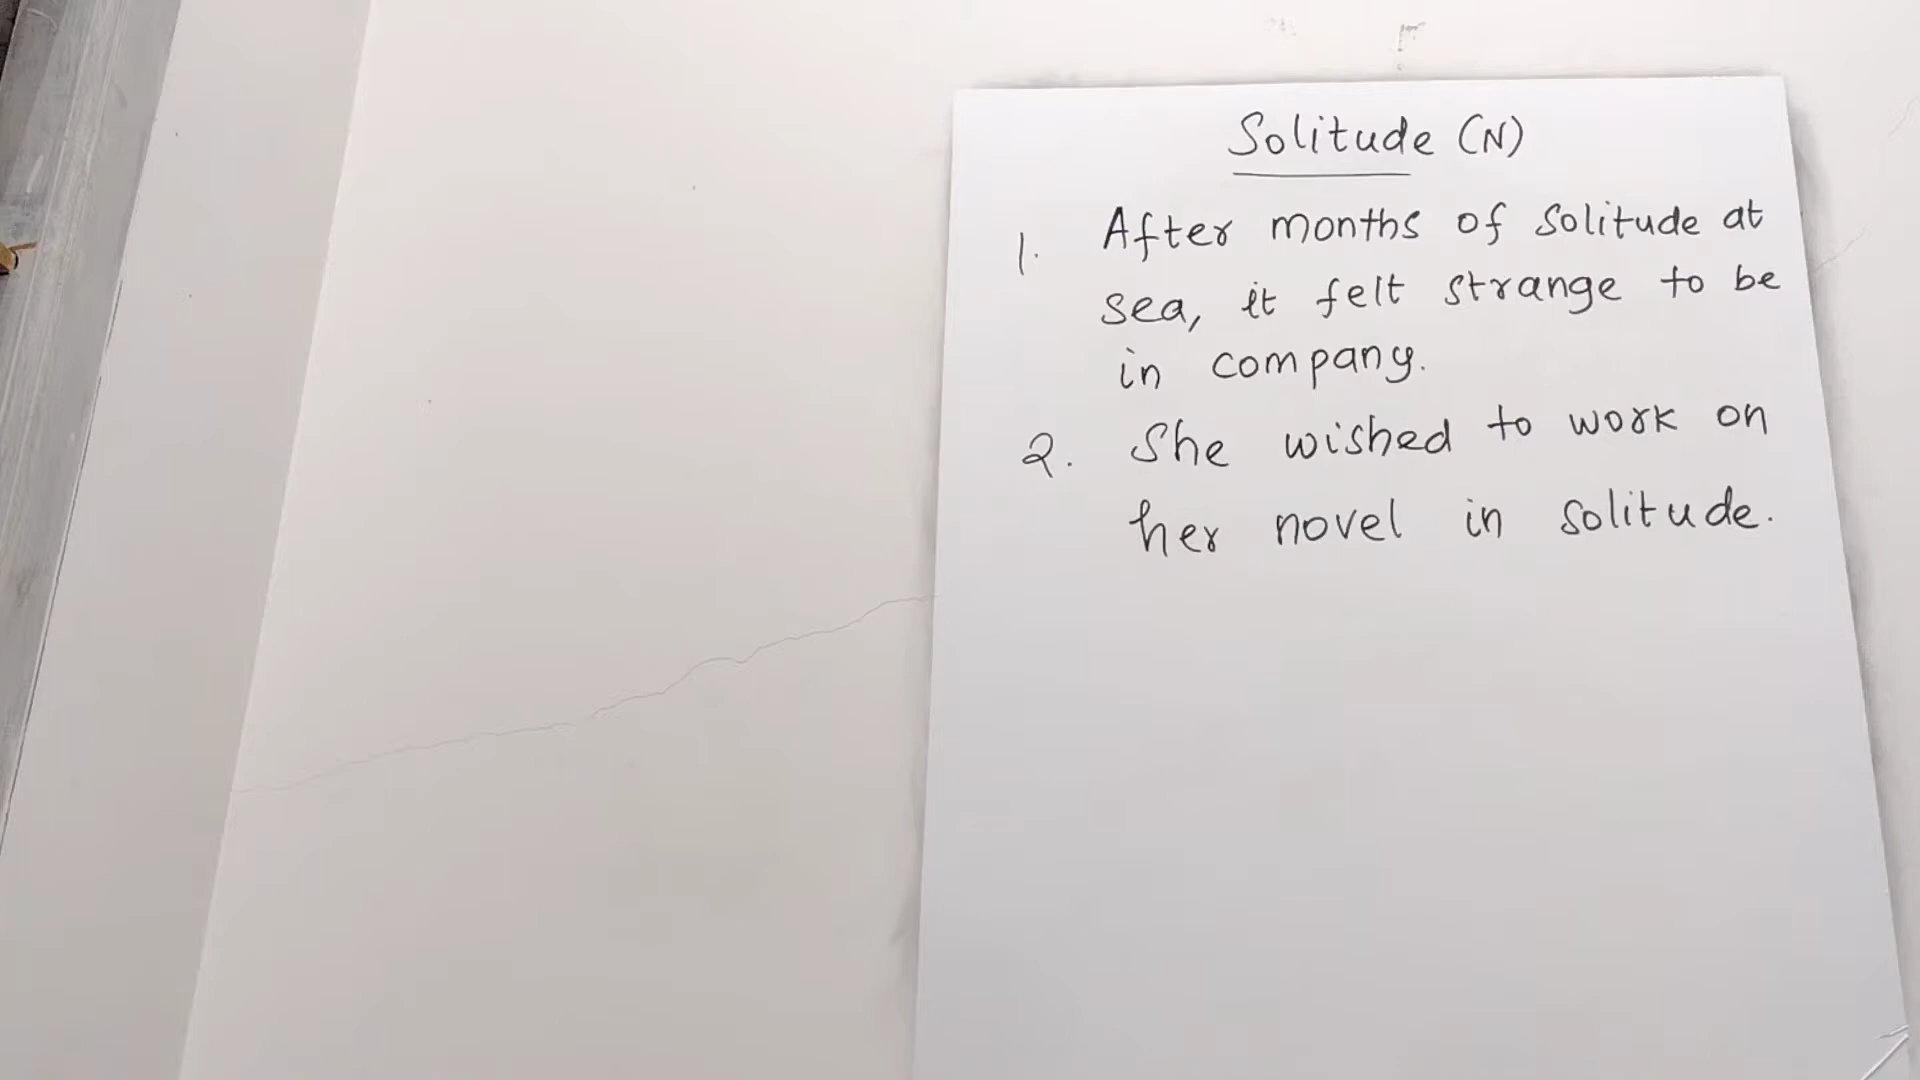 Solitude (N)
1. After months of solitude at
sea, it felt strange to be
in company.
2. She wished to work on
her novel in solitude.